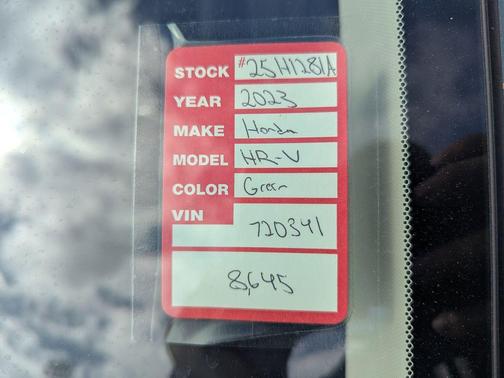 STOCK #25H1281A
YEAR 2023
MAKE Honda
MODEL HR-V
COLOR Green
VIN
720341
8,645